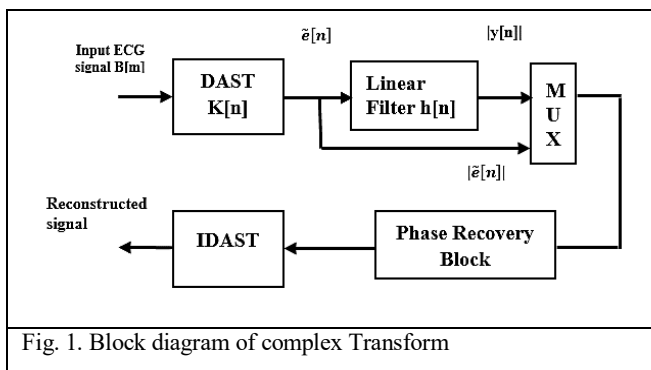 ẽ[n]
|y[n]|
Input ECG
signal B[m]
DAST
K[n]
Linear
Filter h[n]
M
U
X
|ẽ[n]|
Reconstructed
signal
IDAST
Phase Recovery
Block
Fig. 1. Block diagram of complex Transform